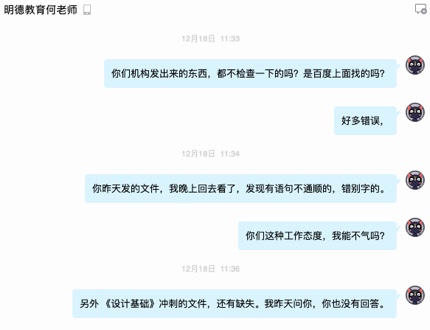 明德教育何老师
12月18日 11:33
你们机构发出来的东西，都不检查一下的吗？是百度上面找的吗？
好多错误，
12月18日 11:34
你昨天发的文件，我晚上回去看了，发现有语句不通顺的，错别字的。
你们这种工作态度，我能不气吗？
12月18日 11:36
另外 《设计基础》冲刺的文件，还有缺失。我昨天问你，你也没有回答。